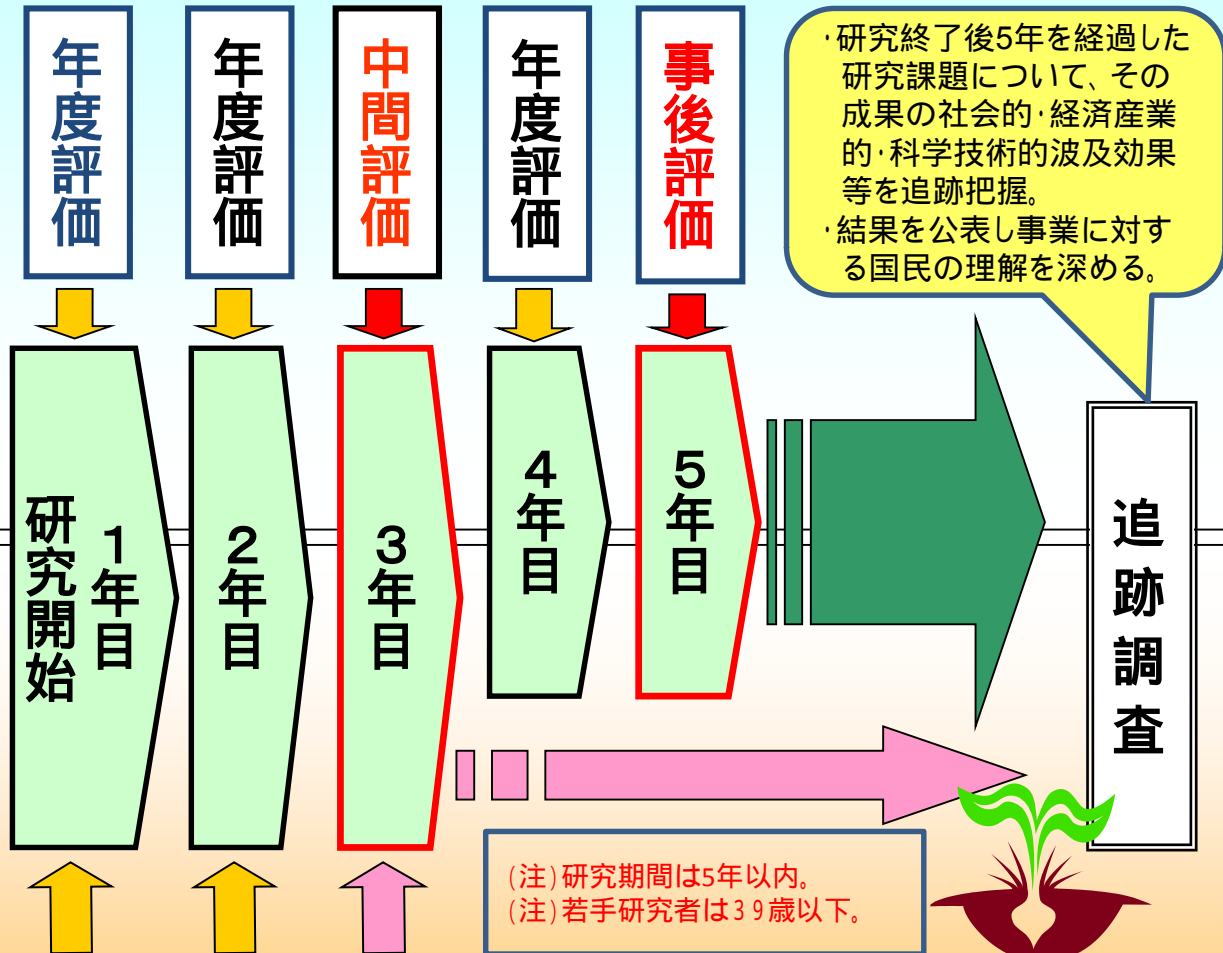 年度評価
年度評価
中間評価
年度評価
事後評価
・研究終了後5年を経過した
研究課題について、その
成果の社会的・経済産業
的・科学技術的波及効果
等を追跡把握。
・結果を公表し事業に対す
る国民の理解を深める。
1年目
研究開始
2年目
3年目
4年目
5年目
追跡調査
(注)研究期間は5年以内。
(注)若手研究者は39歳以下。